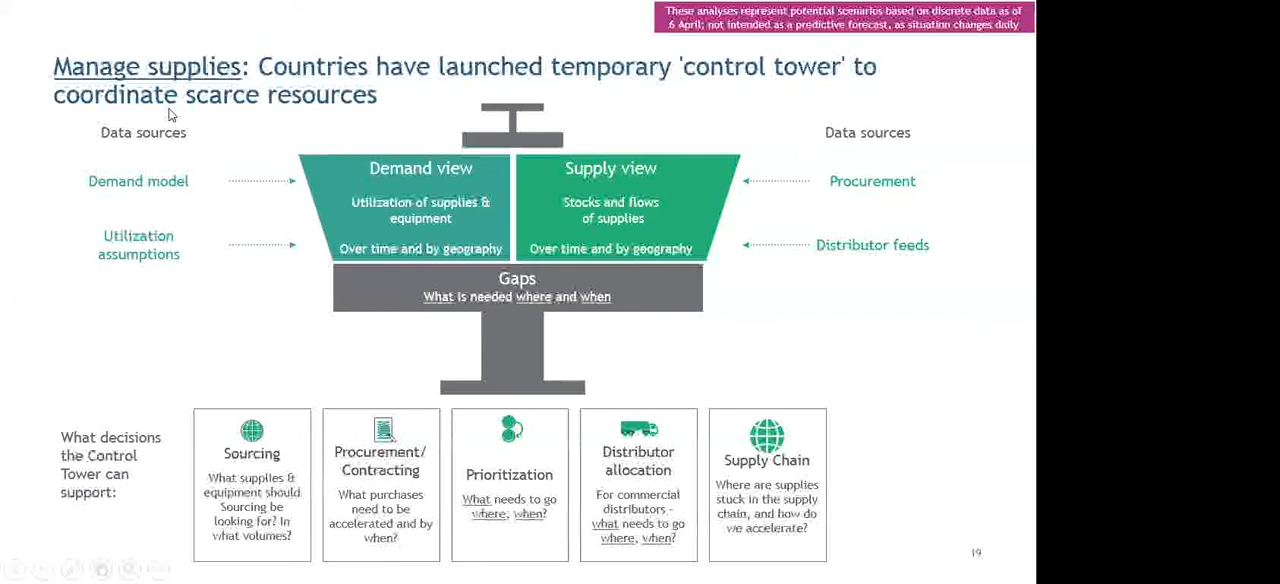 These analyses represent potential scenarios based on discrete data as of
6 April; not intended as a predictive forecast, as situation changes daily
Manage supplies: Countries have launched temporary 'control tower' to
coordinate scarce resources
Data sources
Demand model
Utilization
assumptions
Demand view
Utilization of supplies &
equipment
Over time and by geography
Supply view
Stocks and flows
of supplies
Over time and by geography
Data sources
Procurement
Distributor feeds
Gaps
What is needed where and when
What decisions
the Control
Tower can
support:
Sourcing
What supplies &
equipment should
Sourcing be
looking for? In
what volumes?
Procurement/
Contracting
What purchases
need to be
accelerated and by
when?
Prioritization
What needs to go
where, when?
Distributor
allocation
For commercial
distributors -
what needs to go
where, when?
Supply Chain
Where are supplies
stuck in the supply
chain, and how do
we accelerate?
19